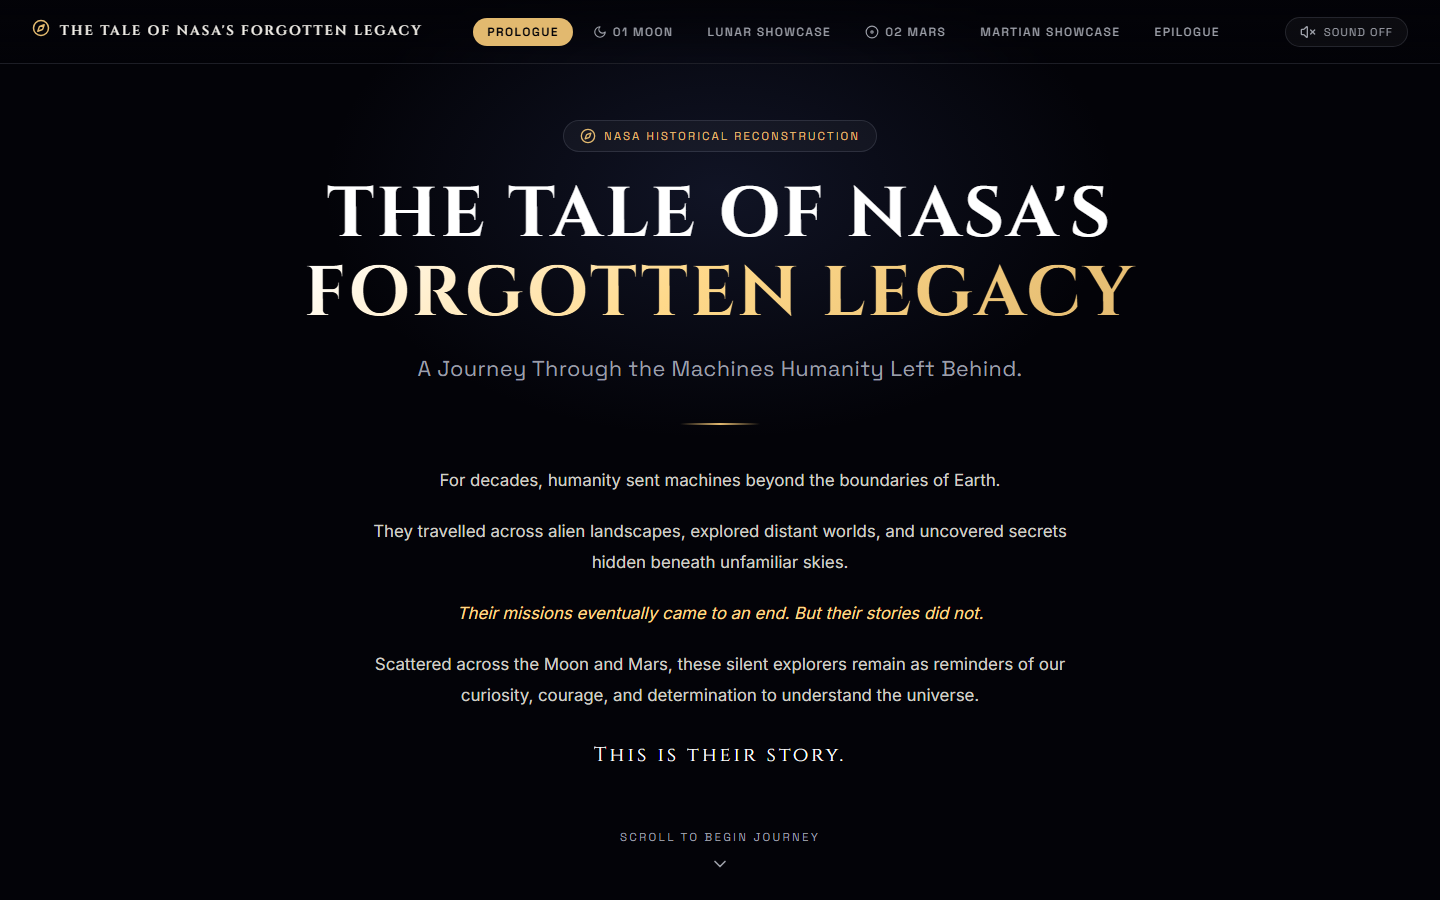 THE TALE OF NASA'S FORGOTTEN LEGACY
PROLOGUE
01 MOON
LUNAR SHOWCASE
02 MARS
MARTIAN SHOWCASE
EPILOGUE
SOUND OFF
NASA HISTORICAL RECONSTRUCTION
THE TALE OF NASA'S
FORGOTTEN LEGACY
A Journey Through the Machines Humanity Left Behind.
For decades, humanity sent machines beyond the boundaries of Earth.
They travelled across alien landscapes, explored distant worlds, and uncovered secrets
hidden beneath unfamiliar skies.
Their missions eventually came to an end. But their stories did not.
Scattered across the Moon and Mars, these silent explorers remain as reminders of our
curiosity, courage, and determination to understand the universe.
This is their story.
SCROLL TO BEGIN JOURNEY